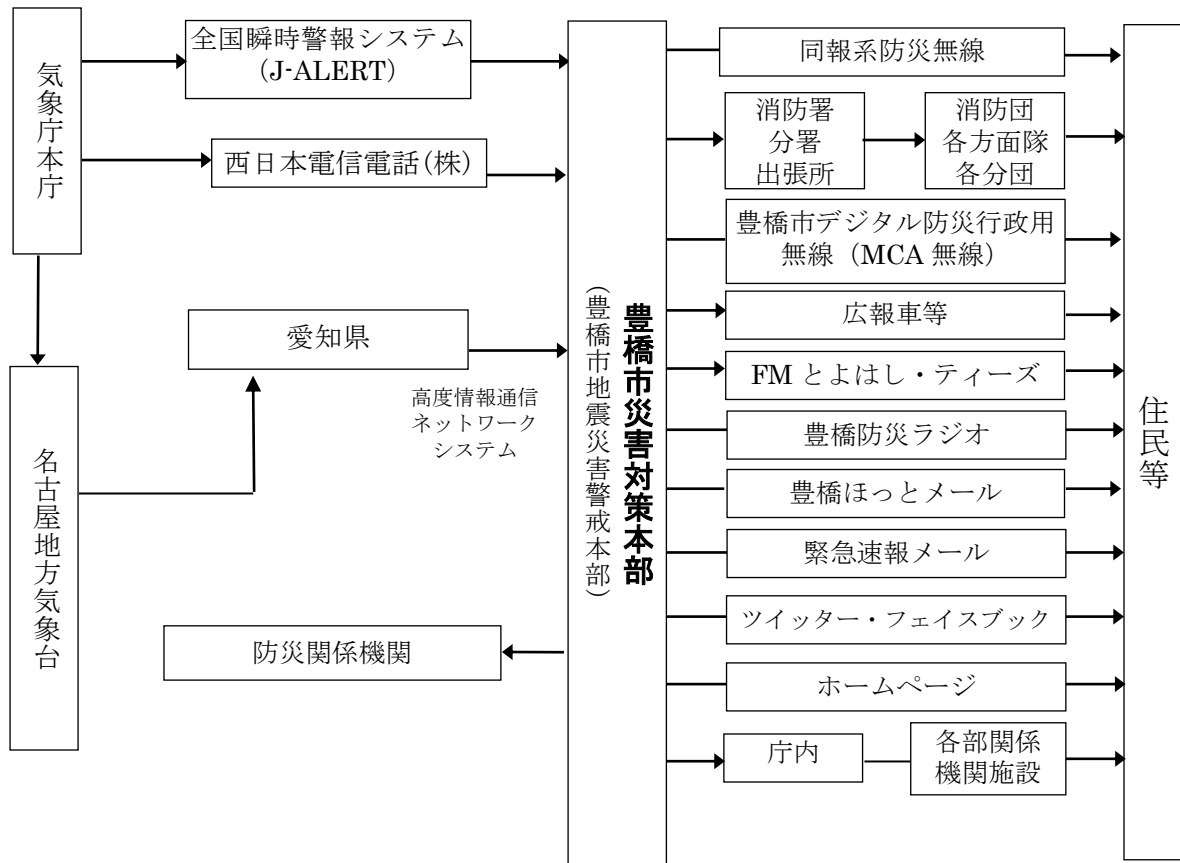 気象庁本庁
全国瞬時警報システム
(J-ALERT)
西日本電信電話(株)
名古屋地方気象台
愛知県
高度情報通信
ネットワーク
システム
防災関係機関
豊橋市災害対策本部
(豊橋市地震災害警戒本部)
同報系防災無線
消防署
分署
出張所
消防団
各方面隊
各分団
豊橋市デジタル防災行政用
無線（MCA 無線）
広報車等
FM とよはし・ティーズ
豊橋防災ラジオ
豊橋ほっとメール
緊急速報メール
ツイッター・フェイスブック
ホームページ
庁内
各部関係
機関施設
住民等